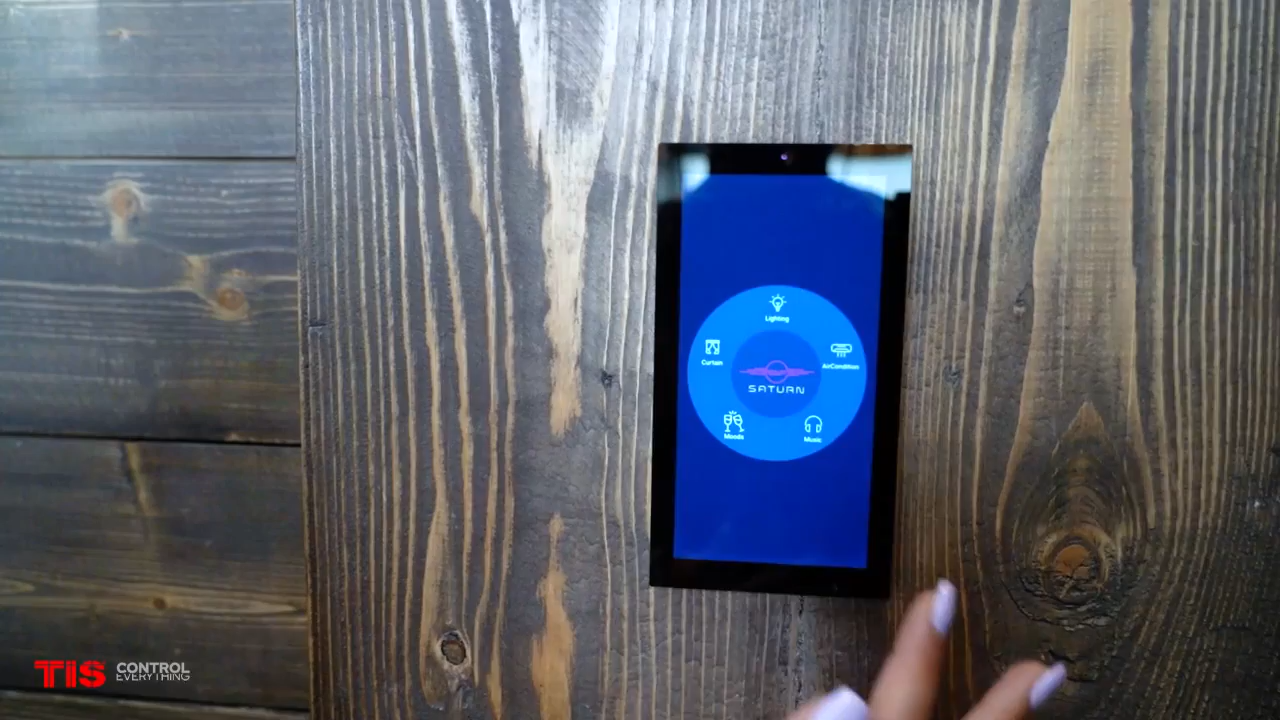 Lighting
Curtain
AirCondition
SATURN
Moods
Music
TIS CONTROL
EVERYTHING